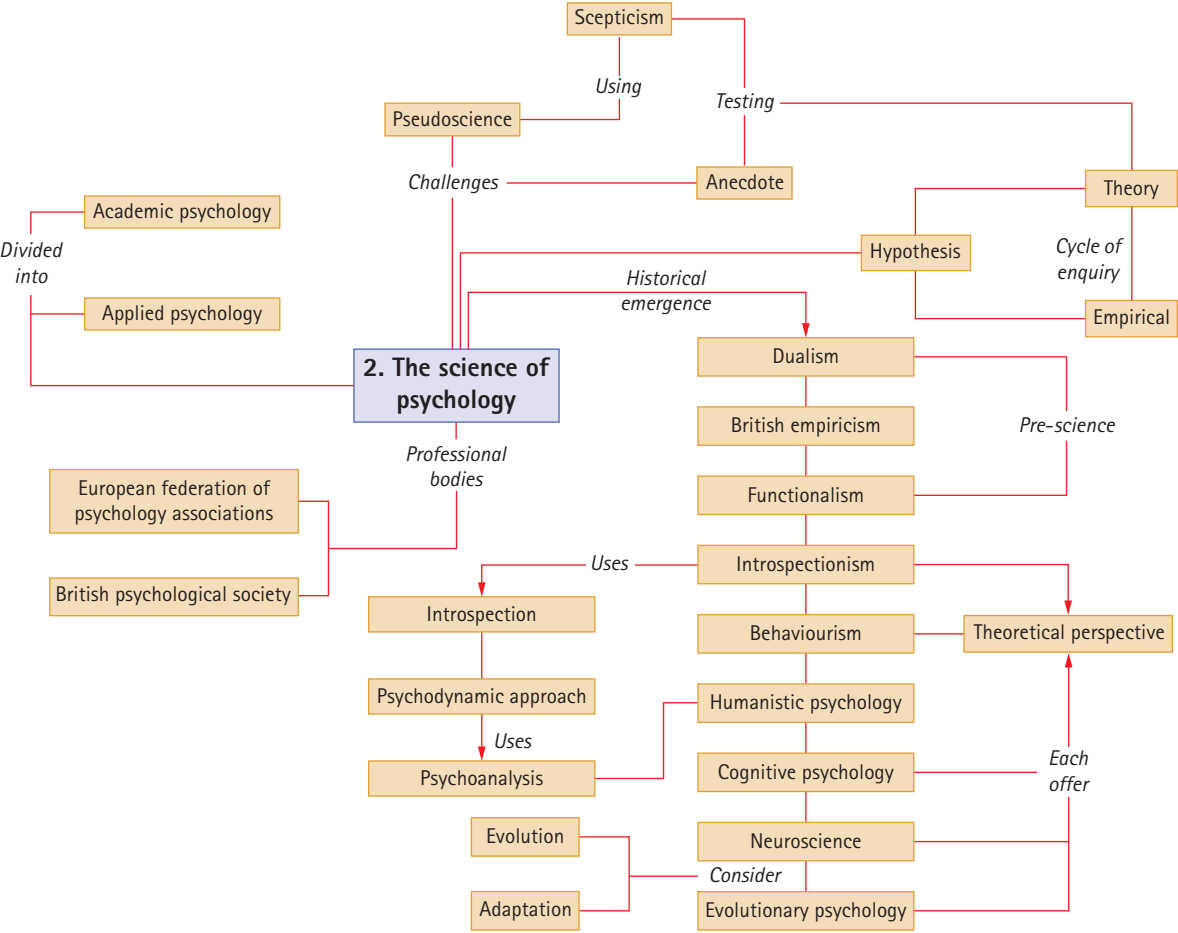 Scepticism
Using
Testing
Pseudoscience
Challenges
Anecdote
Theory
Academic psychology
Divided
into
Hypothesis
Cycle of
enquiry
Historical
emergence
Applied psychology
Empirical
2. The science of
psychology
Dualism
British empiricism
Pre-science
Professional
bodies
European federation of
psychology associations
Functionalism
Uses
Introspectionism
British psychological society
Introspection
Behaviourism
Theoretical perspective
Psychodynamic approach
Humanistic psychology
Uses
Psychoanalysis
Cognitive psychology
Each
offer
Evolution
Neuroscience
Consider
Adaptation
Evolutionary psychology